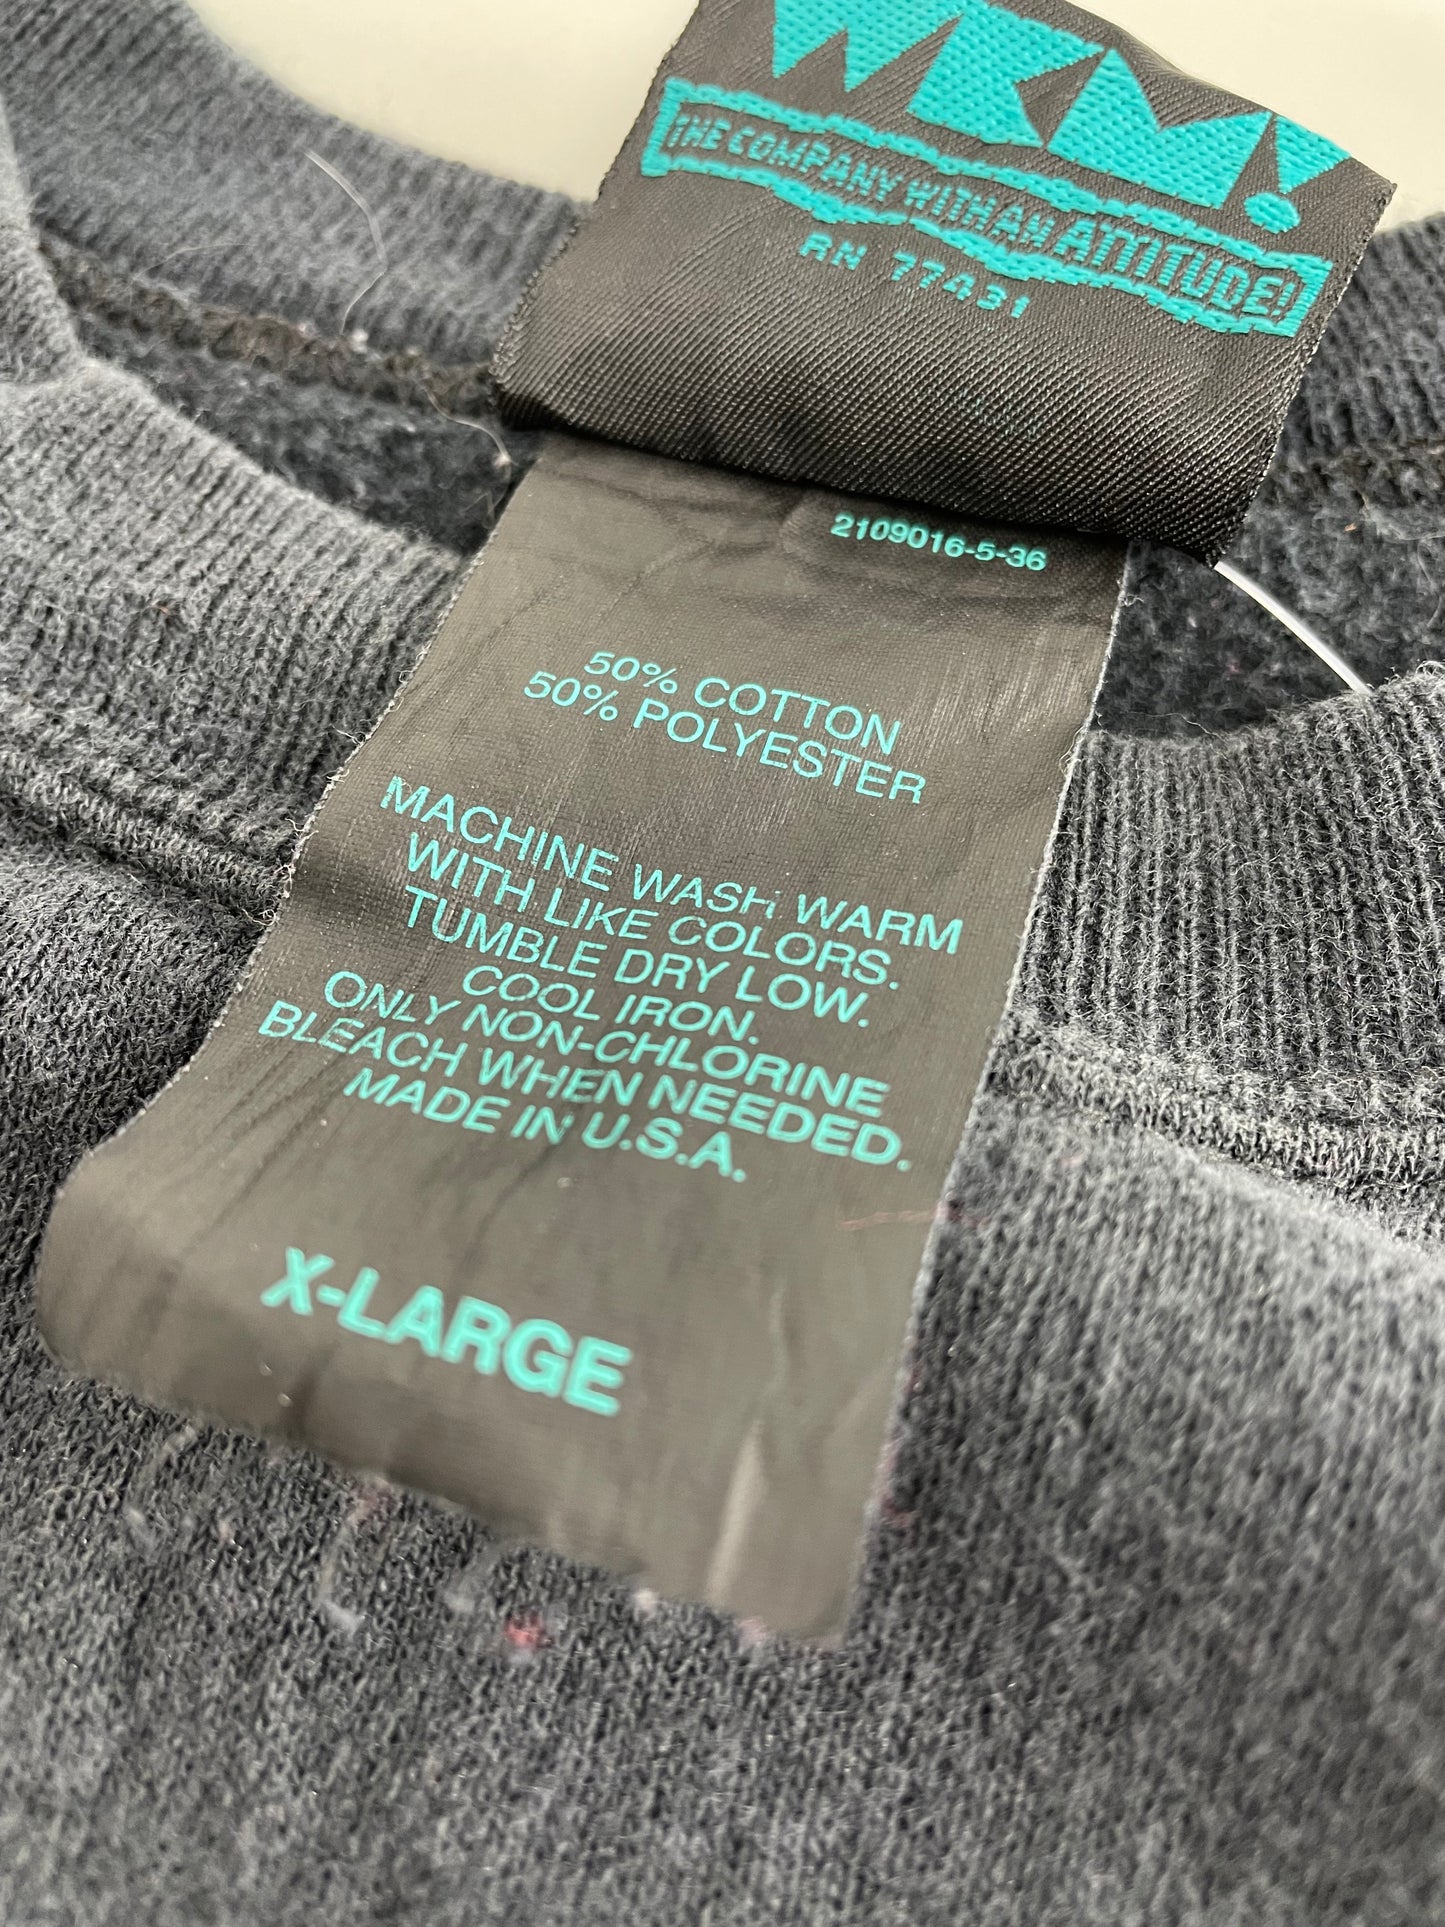 WKM!
THE COMPANY WITH AN ATTITUDE!
RN 77431
2109016-5-36
50% COTTON
50% POLYESTER
MACHINE WASH WARM
WITH LIKE COLORS.
TUMBLE DRY LOW.
COOL IRON.
ONLY NON-CHLORINE
BLEACH WHEN NEEDED.
MADE IN U.S.A.
X-LARGE